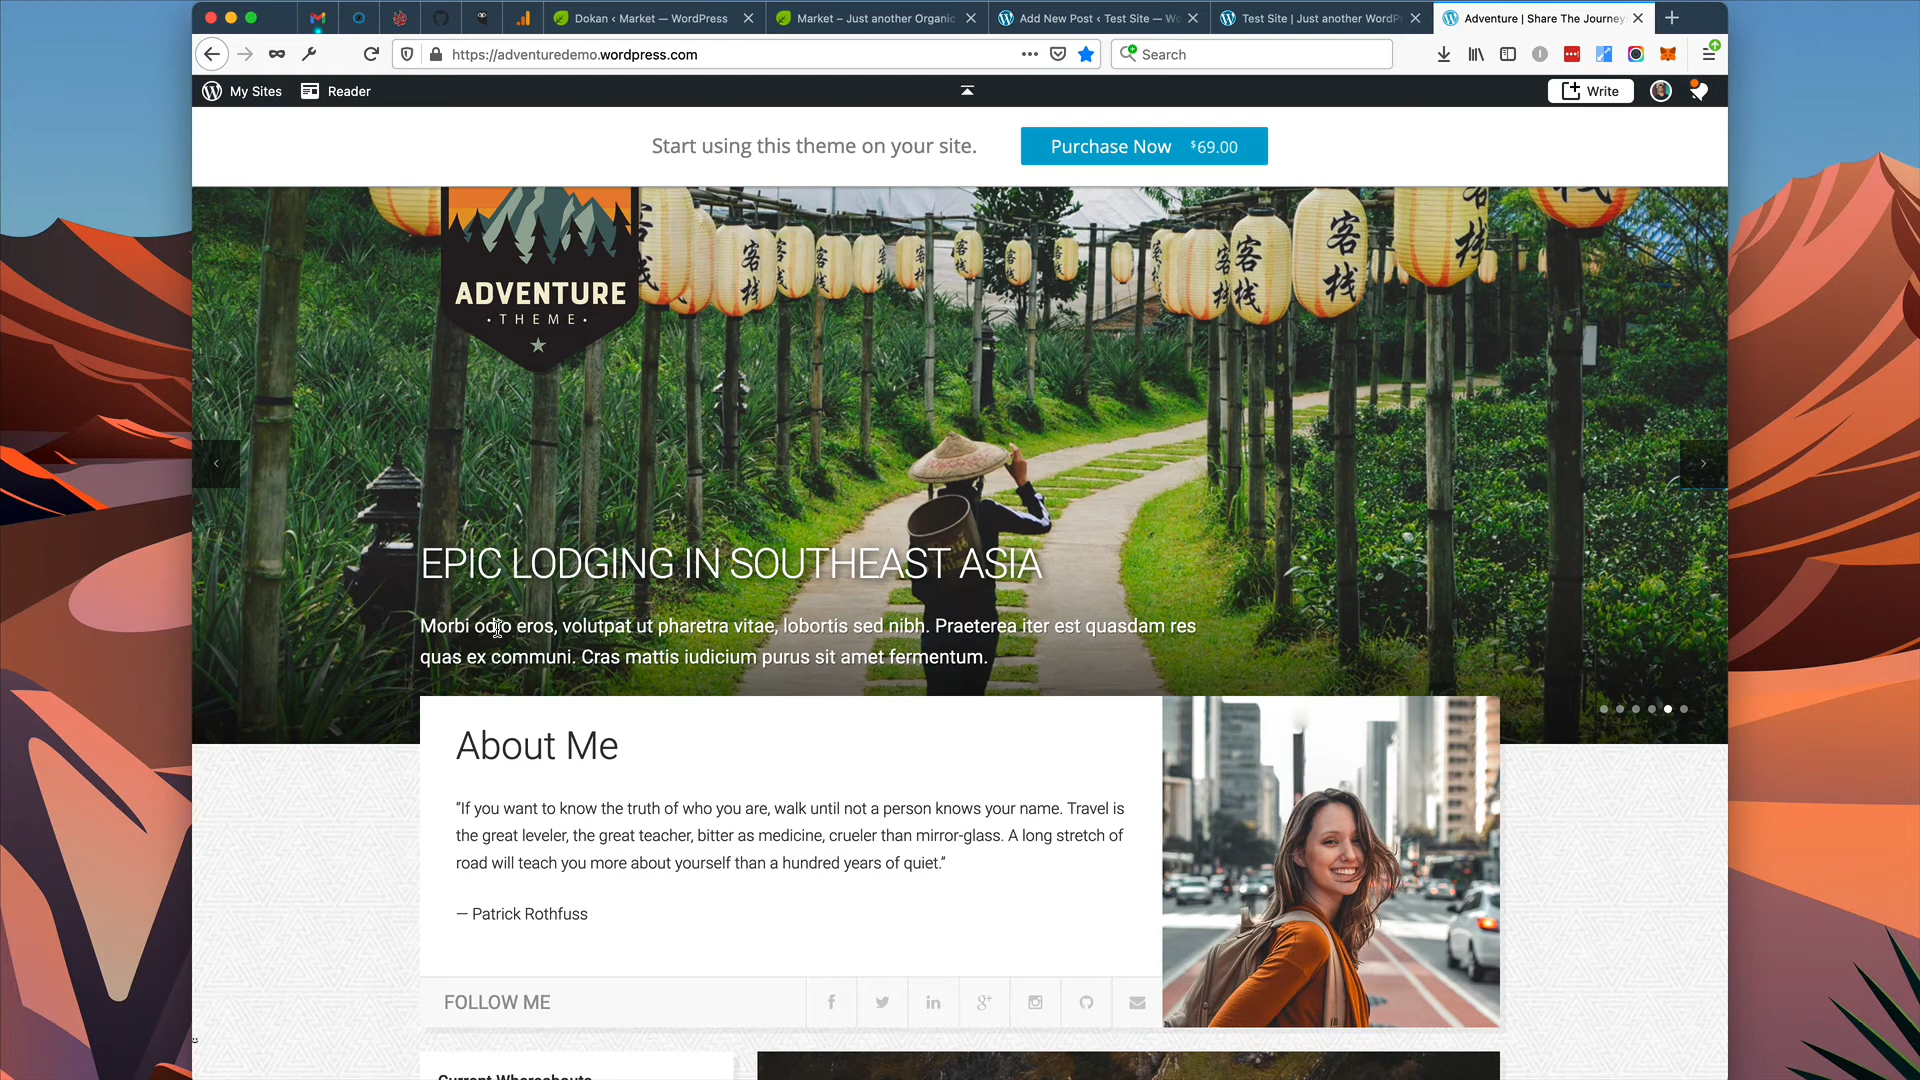 Dokan ‹ Market — WordPress
Market – Just another Organic
Add New Post ‹ Test Site — Wo
Test Site | Just another WordP
Adventure | Share The Journey
https://adventuredemo.wordpress.com
Search
My Sites
Reader
Write
Start using this theme on your site.
Purchase Now $69.00
客栈
ADVENTURE
• THEME •
EPIC LODGING IN SOUTHEAST ASIA
Morbi odio eros, volutpat ut pharetra vitae, lobortis sed nibh. Praeterea iter est quasdam res
quas ex communi. Cras mattis iudicium purus sit amet fermentum.
About Me
“If you want to know the truth of who you are, walk until not a person knows your name. Travel is
the great leveler, the great teacher, bitter as medicine, crueler than mirror-glass. A long stretch of
road will teach you more about yourself than a hundred years of quiet.”
— Patrick Rothfuss
FOLLOW ME
Current Whereabouts